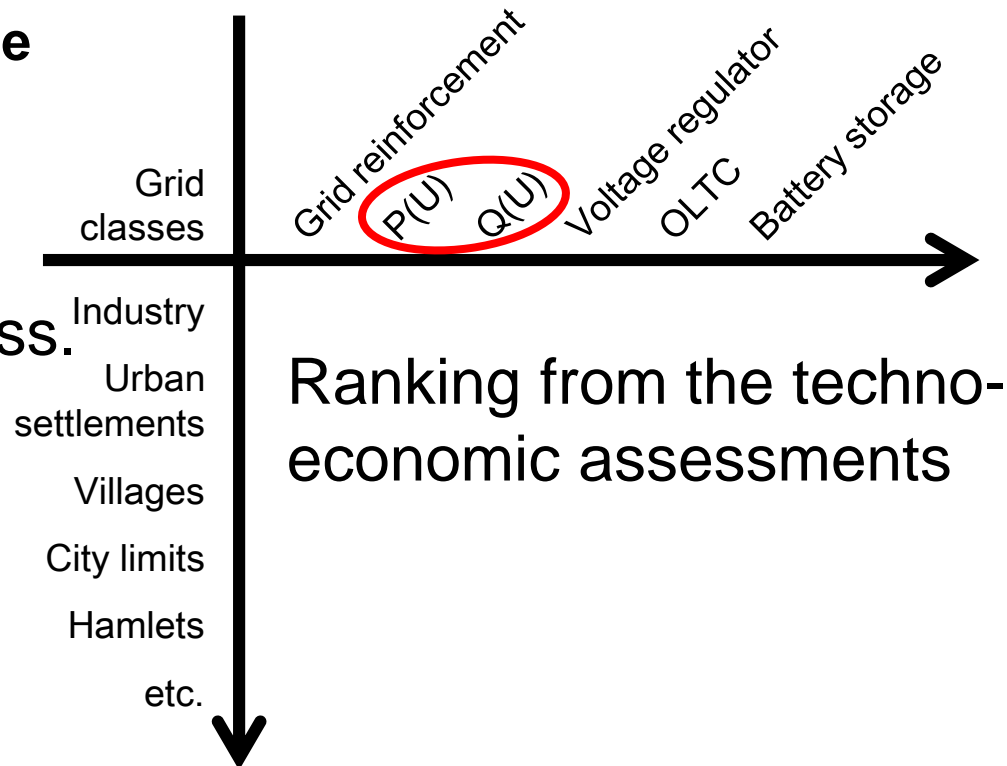 e
Grid reinforcement
P(U)
Q(U)
Voltage regulator
OLTC
Battery storage
Grid
classes
ss.
Industry
Urban
settlements
Villages
City limits
Hamlets
etc.
Ranking from the techno-
economic assessments